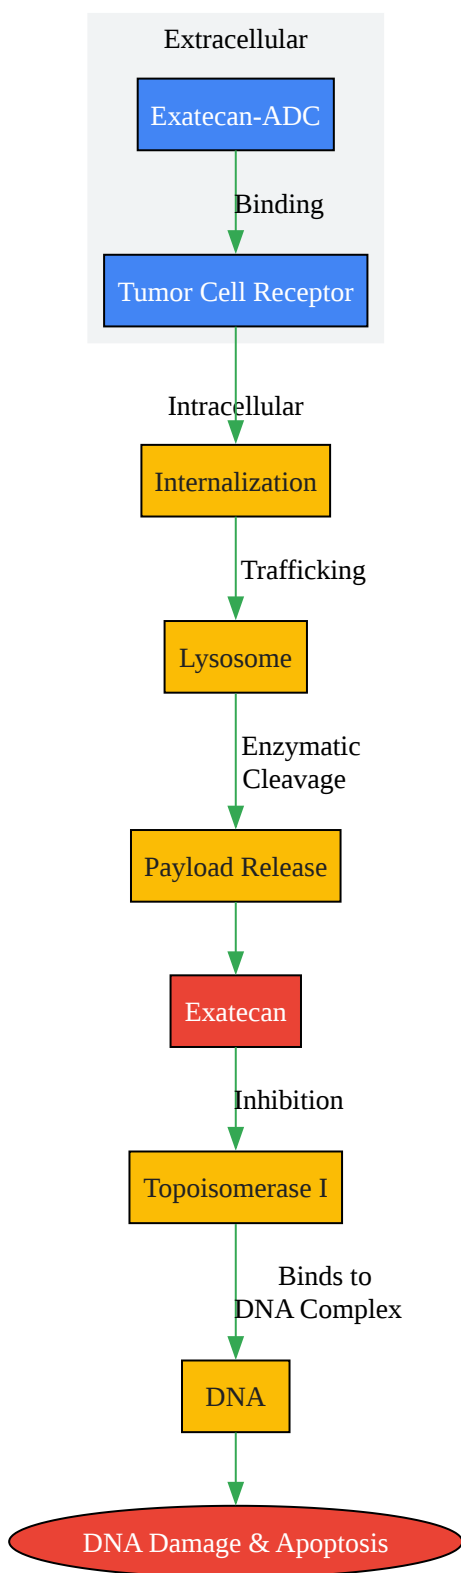 Extracellular
Exatecan-ADC
Binding
Tumor Cell Receptor
Intracellular
Internalization
Trafficking
Lysosome
Enzymatic
Cleavage
Payload Release
Exatecan
Inhibition
Topoisomerase I
Binds to
DNA Complex
DNA
DNA Damage & Apoptosis